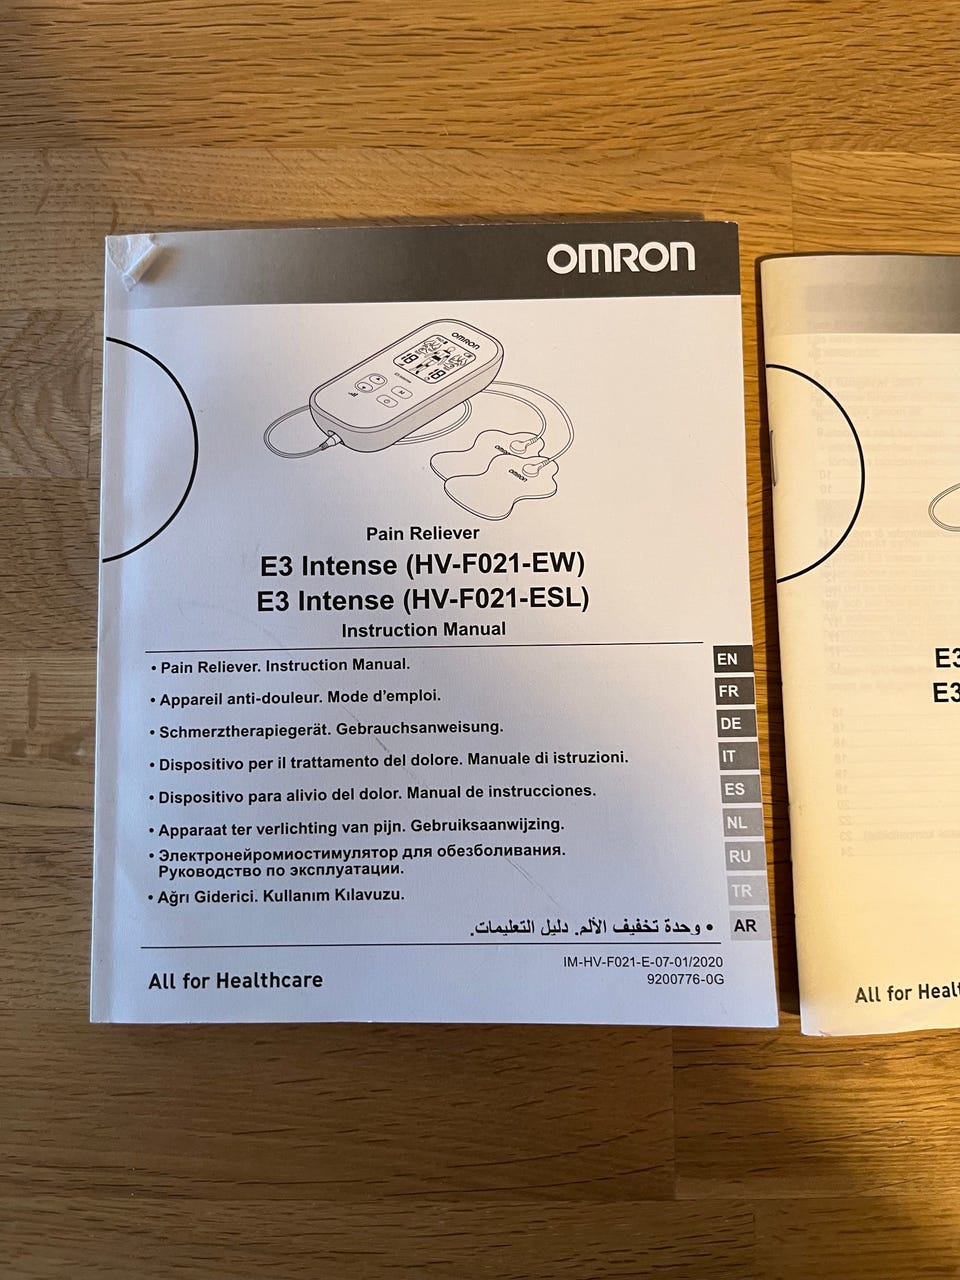 OMRON
OMRON
OMRON
OMRON
Pain Reliever
E3 Intense (HV-F021-EW)
E3 Intense (HV-F021-ESL)
Instruction Manual
• Pain Reliever. Instruction Manual.
EN
• Appareil anti-douleur. Mode d’emploi.
FR
• Schmerztherapiegerät. Gebrauchsanweisung.
DE
• Dispositivo per il trattamento del dolore. Manuale di istruzioni.
IT
• Dispositivo para alivio del dolor. Manual de instrucciones.
ES
• Apparaat ter verlichting van pijn. Gebruiksaanwijzing.
NL
• Электронейромиостимулятор для обезболивания.
Руководство по эксплуатации.
RU
• Ağrı Giderici. Kullanım Kılavuzu.
TR
• وحدة تخفيف الألم. دليل التعليمات.
AR
IM-HV-F021-E-07-01/2020
9200776-0G
All for Healthcare
E3
E3
All for